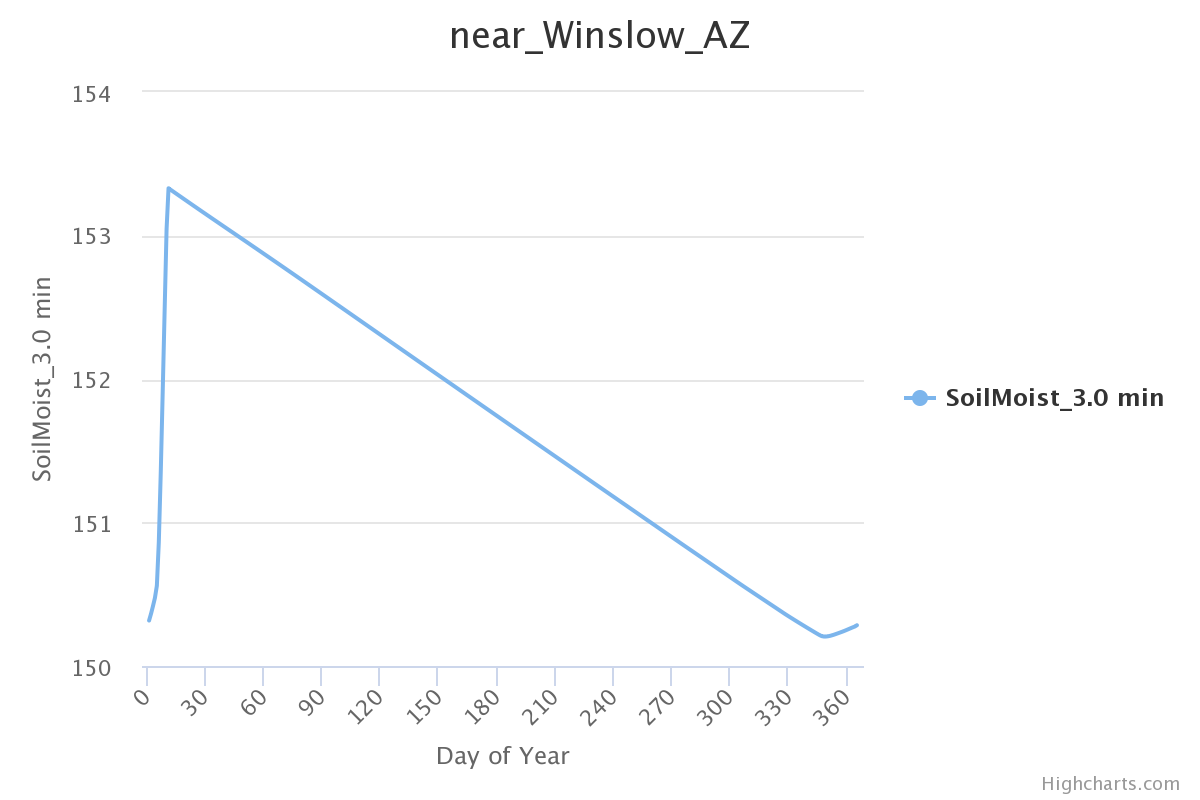 near_Winslow_AZ
154
153
152
151
150
SoilMoist_3.0 min
0 30 60 90 120 150 180 210 240 270 300 330 360
Day of Year
SoilMoist_3.0 min
Highcharts.com